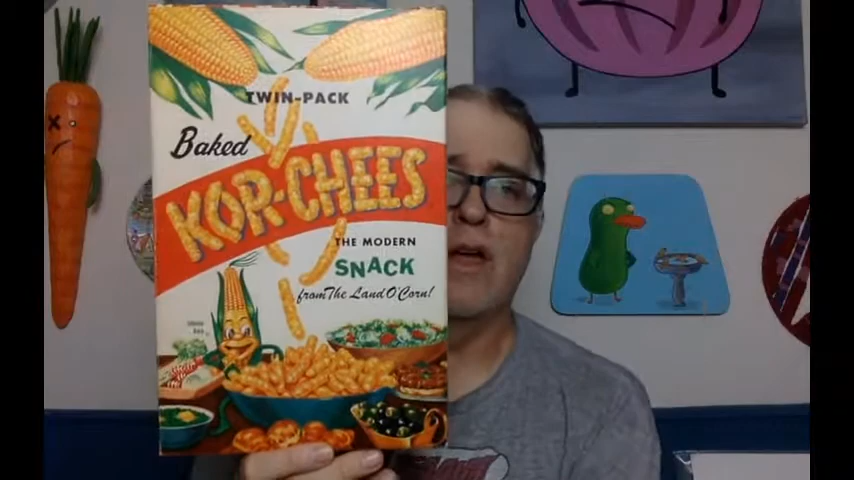 TWIN-PACK
Baked
KOR-CHEES
THE MODERN
SNACK
from The Land O' Corn!